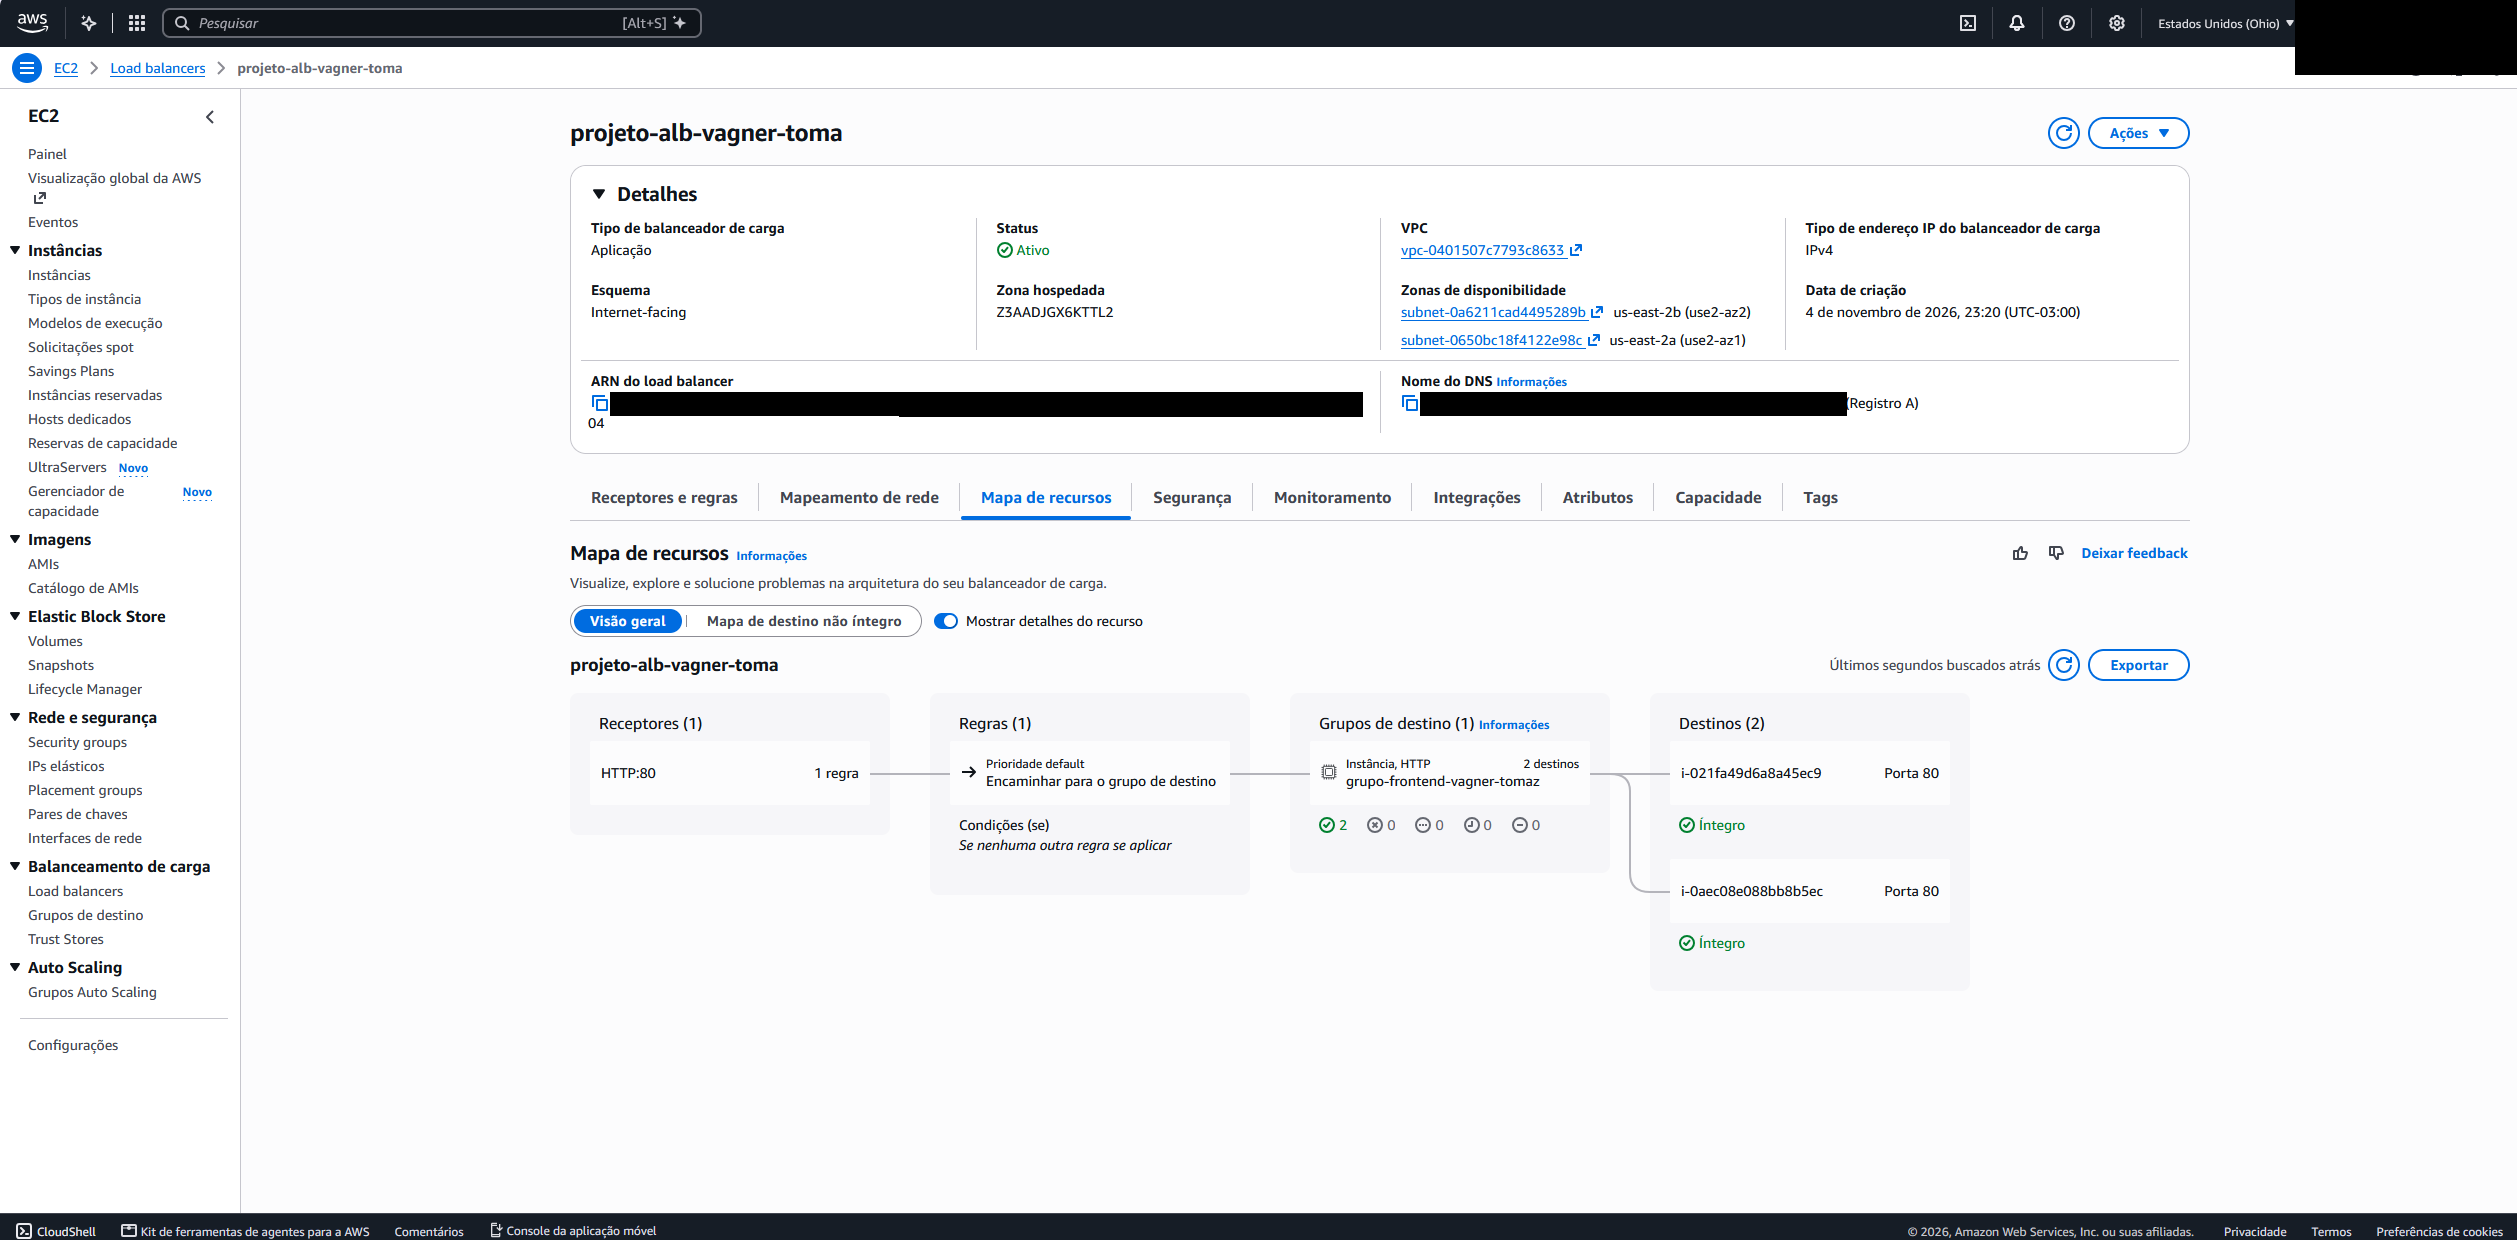 aws
Pesquisar
[Alt+S]
Estados Unidos (Ohio)
EC2
Load balancers
projeto-alb-vagner-toma
EC2
Painel
Visualização global da AWS
Eventos
Instâncias
Instâncias
Tipos de instância
Modelos de execução
Solicitações spot
Savings Plans
Instâncias reservadas
Hosts dedicados
Reservas de capacidade
UltraServers Novo
Gerenciador de capacidade Novo
Imagens
AMIs
Catálogo de AMIs
Elastic Block Store
Volumes
Snapshots
Lifecycle Manager
Rede e segurança
Security groups
IPs elásticos
Placement groups
Pares de chaves
Interfaces de rede
Balanceamento de carga
Load balancers
Grupos de destino
Trust Stores
Auto Scaling
Grupos Auto Scaling
Configurações
projeto-alb-vagner-toma
Ações
Detalhes
Tipo de balanceador de carga
Aplicação
Status
Ativo
VPC
vpc-0401507c7793c8633
Tipo de endereço IP do balanceador de carga
IPv4
Esquema
Internet-facing
Zona hospedada
Z3AADJGX6KTTL2
Zonas de disponibilidade
subnet-0a6211cad4495289b us-east-2b (use2-az2)
subnet-0650bc18f4122e98c us-east-2a (use2-az1)
Data de criação
4 de novembro de 2026, 23:20 (UTC-03:00)
ARN do load balancer
04
Nome do DNS Informações
(Registro A)
Receptores e regras
Mapeamento de rede
Mapa de recursos
Segurança
Monitoramento
Integrações
Atributos
Capacidade
Tags
Mapa de recursos Informações
Deixar feedback
Visualize, explore e solucione problemas na arquitetura do seu balanceador de carga.
Visão geral
Mapa de destino não íntegro
Mostrar detalhes do recurso
projeto-alb-vagner-toma
Últimos segundos buscados atrás
Exportar
Receptores (1)
HTTP:80 1 regra
Regras (1)
Prioridade default
Encaminhar para o grupo de destino
Condições (se)
Se nenhuma outra regra se aplicar
Grupos de destino (1) Informações
Instância, HTTP 2 destinos
grupo-frontend-vagner-tomaz
2 0 0 0 0
Destinos (2)
i-021fa49d6a8a45ec9 Porta 80
Íntegro
i-0aec08e088bb8b5ec Porta 80
Íntegro
CloudShell
Kit de ferramentas de agentes para a AWS
Comentários
Console da aplicação móvel
© 2026, Amazon Web Services, Inc. ou suas afiliadas.
Privacidade
Termos
Preferências de cookies